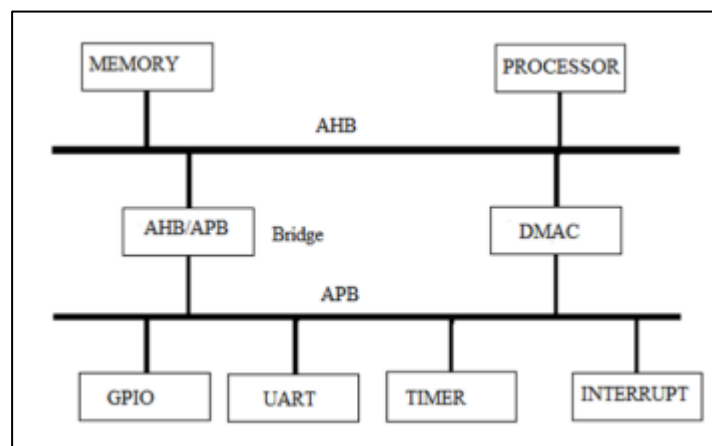 MEMORY
PROCESSOR
AHB
AHB/APB
Bridge
DMAC
APB
GPIO
UART
TIMER
INTERRUPT